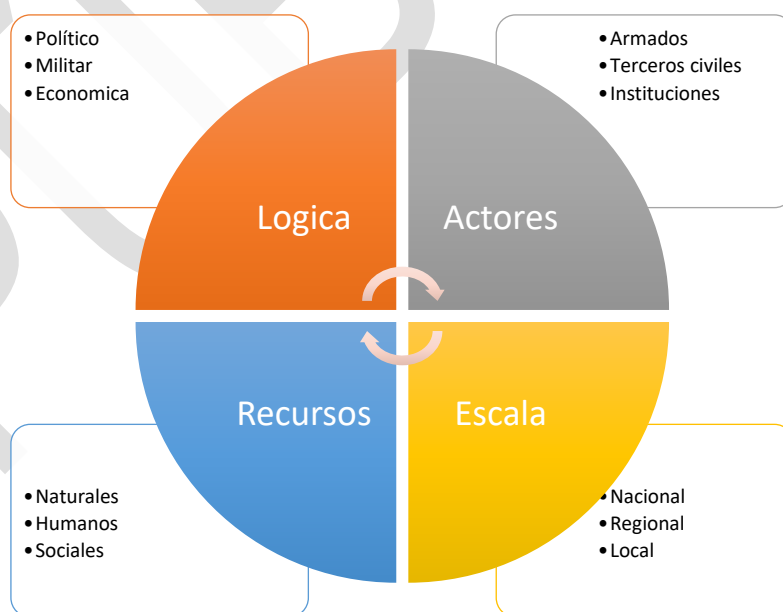 • Político
• Militar
• Economica
• Armados
• Terceros civiles
• Instituciones
Logica
Actores
Recursos
Escala
• Naturales
• Humanos
• Sociales
• Nacional
• Regional
• Local